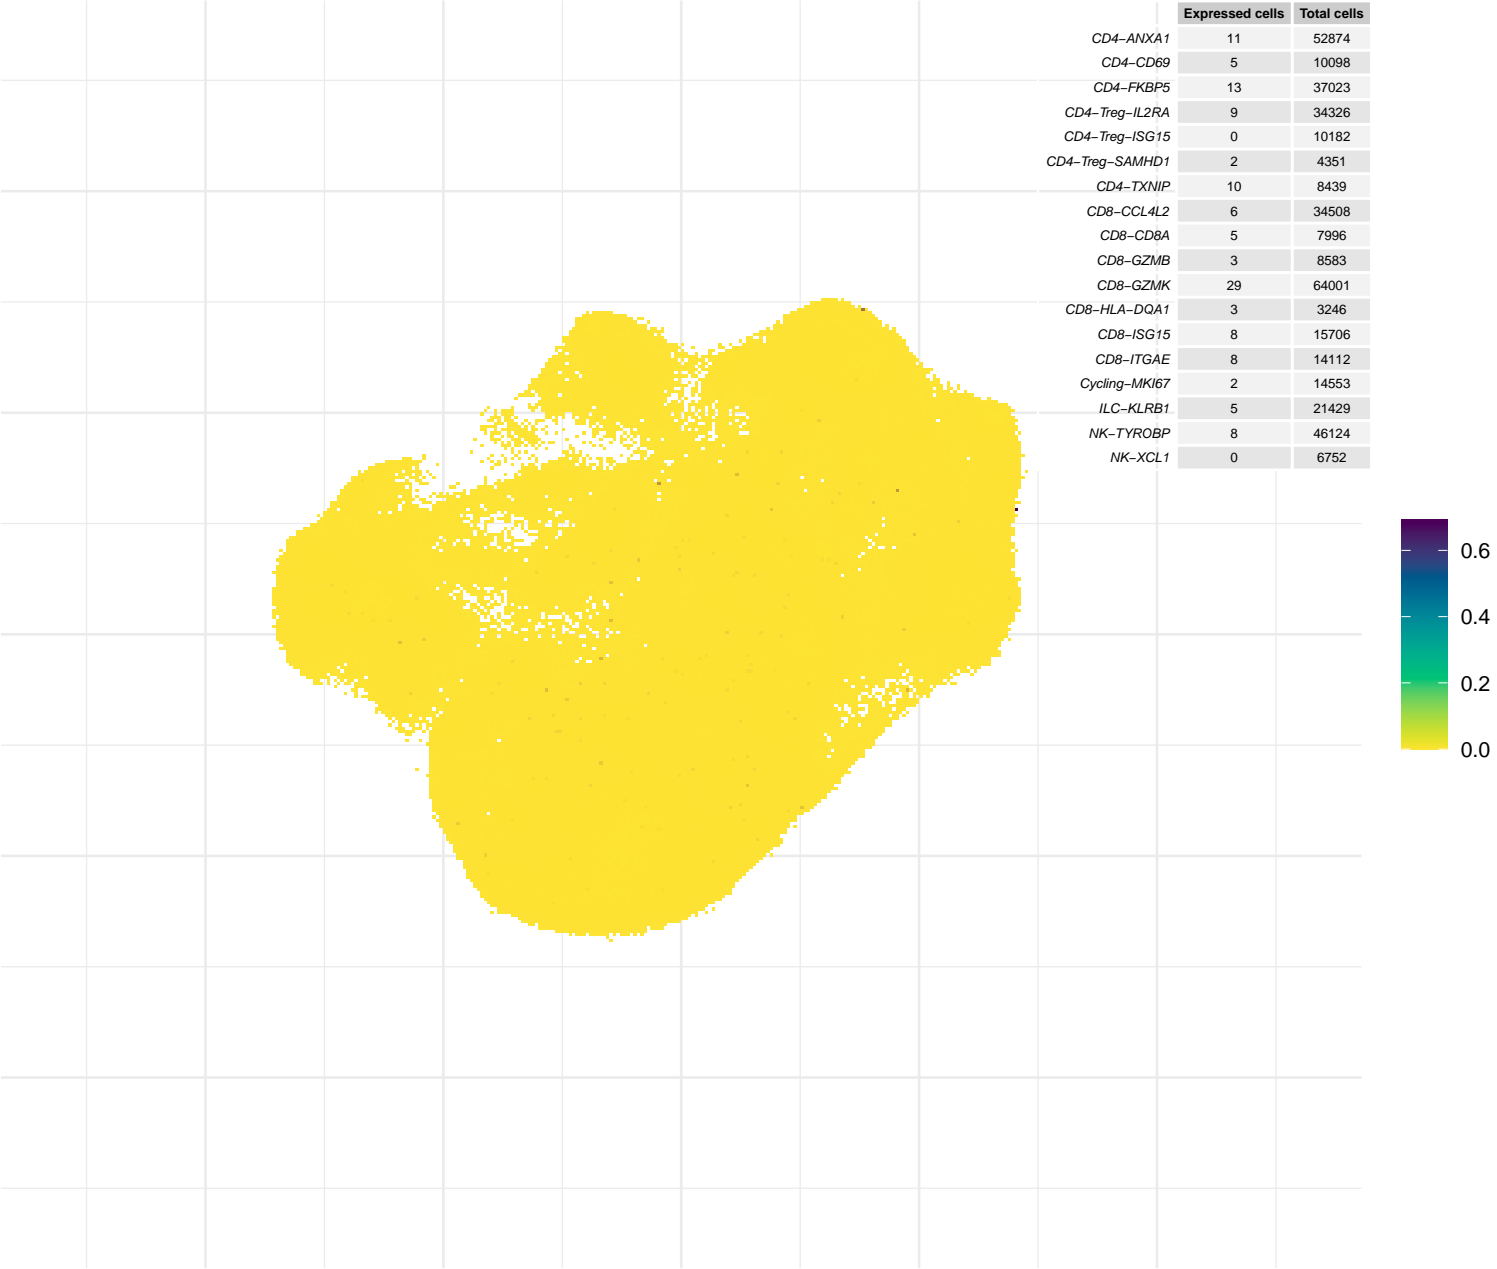 Expressed cells Total cells
CD4−ANXA1 11 52874
CD4−CD69 5 10098
CD4−FKBP5 13 37023
CD4−Treg−IL2RA 9 34326
CD4−Treg−ISG15 0 10182
CD4−Treg−SAMHD1 2 4351
CD4−TXNIP 10 8439
CD8−CCL4L2 6 34508
CD8−CD8A 5 7996
CD8−GZMB 3 8583
CD8−GZMK 29 64001
CD8−HLA−DQA1 3 3246
CD8−ISG15 8 15706
CD8−ITGAE 8 14112
Cycling−MKI67 2 14553
ILC−KLRB1 5 21429
NK−TYROBP 8 46124
NK−XCL1 0 6752
0.6
0.4
0.2
0.0